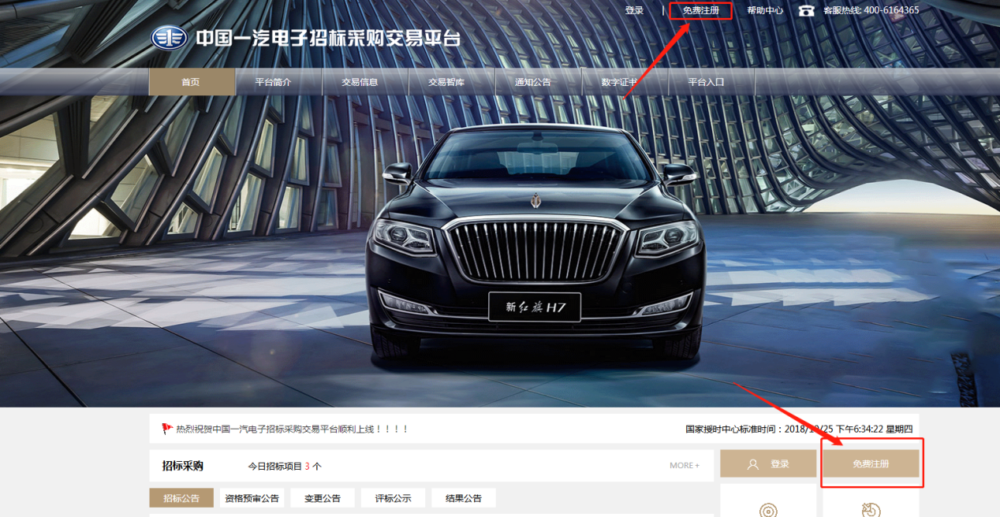 登录 | 免费注册 帮助中心 客服热线: 400-6164365
中国一汽电子招标采购交易平台
首页 平台简介 交易信息 交易智库 通知公告 数字证书 平台入口
新红旗 H7
热烈祝贺中国一汽电子招标采购交易平台顺利上线！！！！ 国家授时中心标准时间：2018/10/25 下午6:34:22 星期四
招标采购 今日招标项目 3 个 MORE+ 登录 免费注册
招标公告 资格预审公告 变更公告 评标公示 结果公告